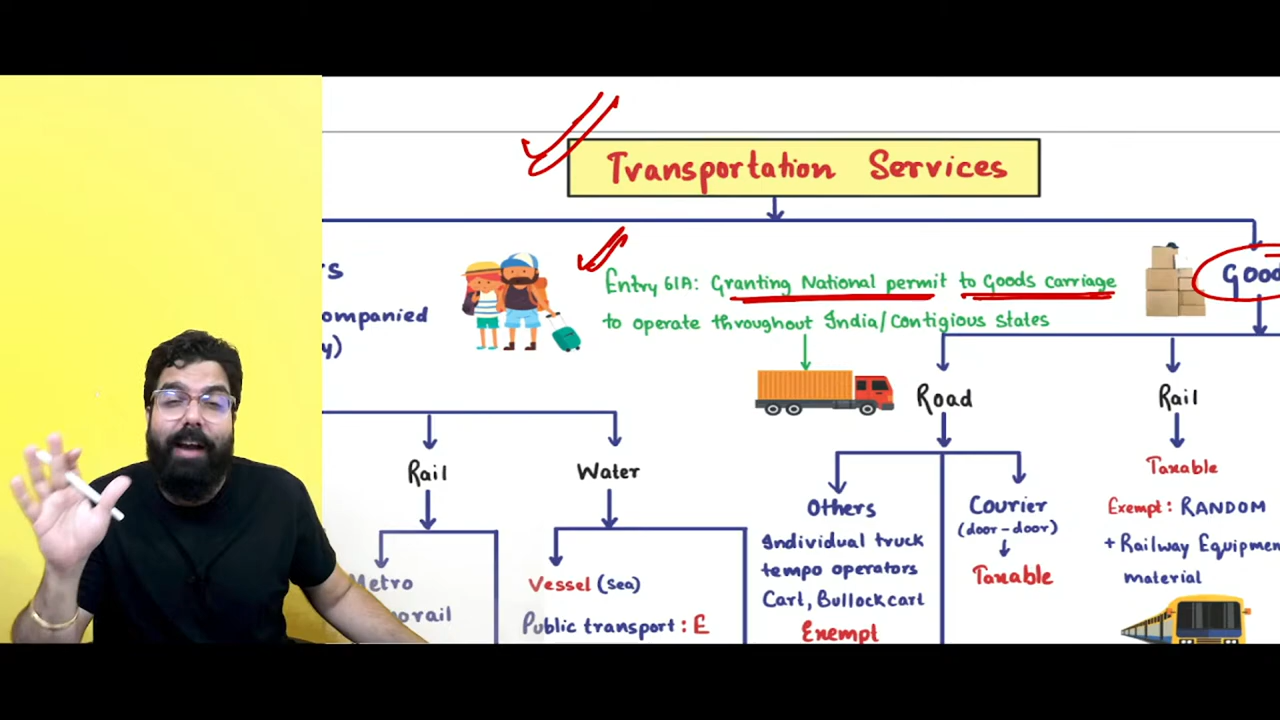 Transportation Services
Entry 61A: Granting National permit to Goods carriage
to operate throughout India/Contigious States
ompanied
Road
Rail
Rail
Water
Taxable
Others
Individual truck
tempo operators
Cart, Bullockcart
Exempt
Courier
(door-door)
Taxable
Exempt: RANDOM
+ Railway Equipmen
material
Metro
orail
Vessel (sea)
Public transport: E